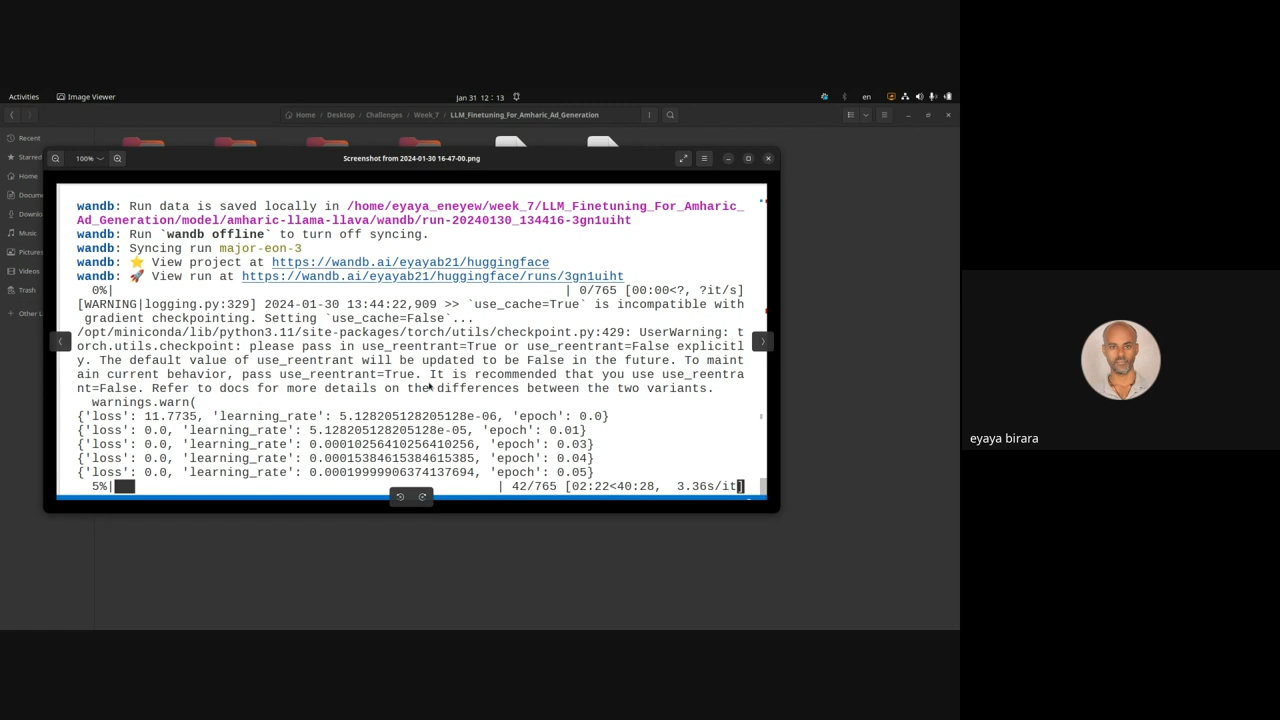 Activities
Image Viewer
Jan 31 12 : 13
en
Home / Desktop / Challenges / Week_7 / LLM_Finetuning_For_Amharic_Ad_Generation
Recent
Starred
Home
Docum
Downlo
Music
Pictures
Videos
Trash
+ Other L
100%
Screenshot from 2024-01-30 16-47-00.png
wandb: Run data is saved locally in /home/eyaya_eneyew/week_7/LLM_Finetuning_For_Amharic_
Ad_Generation/model/amharic-llama-llava/wandb/run-20240130_134416-3gn1uiht
wandb: Run `wandb offline` to turn off syncing.
wandb: Syncing run major-eon-3
wandb: ⭐ View project at https://wandb.ai/eyayab21/huggingface
wandb: 🚀 View run at https://wandb.ai/eyayab21/huggingface/runs/3gn1uiht
0%| | 0/765 [00:00<?, ?it/s]
[WARNING|logging.py:329] 2024-01-30 13:44:22,909 >> `use_cache=True` is incompatible with
gradient checkpointing. Setting `use_cache=False`...
/opt/miniconda/lib/python3.11/site-packages/torch/utils/checkpoint.py:429: UserWarning: t
orch.utils.checkpoint: please pass in use_reentrant=True or use_reentrant=False explicitl
y. The default value of use_reentrant will be updated to be False in the future. To maint
ain current behavior, pass use_reentrant=True. It is recommended that you use use_reentra
nt=False. Refer to docs for more details on the differences between the two variants.
warnings.warn(
{'loss': 11.7735, 'learning_rate': 5.128205128205128e-06, 'epoch': 0.0}
{'loss': 0.0, 'learning_rate': 5.128205128205128e-05, 'epoch': 0.01}
{'loss': 0.0, 'learning_rate': 0.00010256410256410256, 'epoch': 0.03}
{'loss': 0.0, 'learning_rate': 0.00015384615384615385, 'epoch': 0.04}
{'loss': 0.0, 'learning_rate': 0.00019999906374137694, 'epoch': 0.05}
5%| | 42/765 [02:22<40:28, 3.36s/it]
eyaya birara